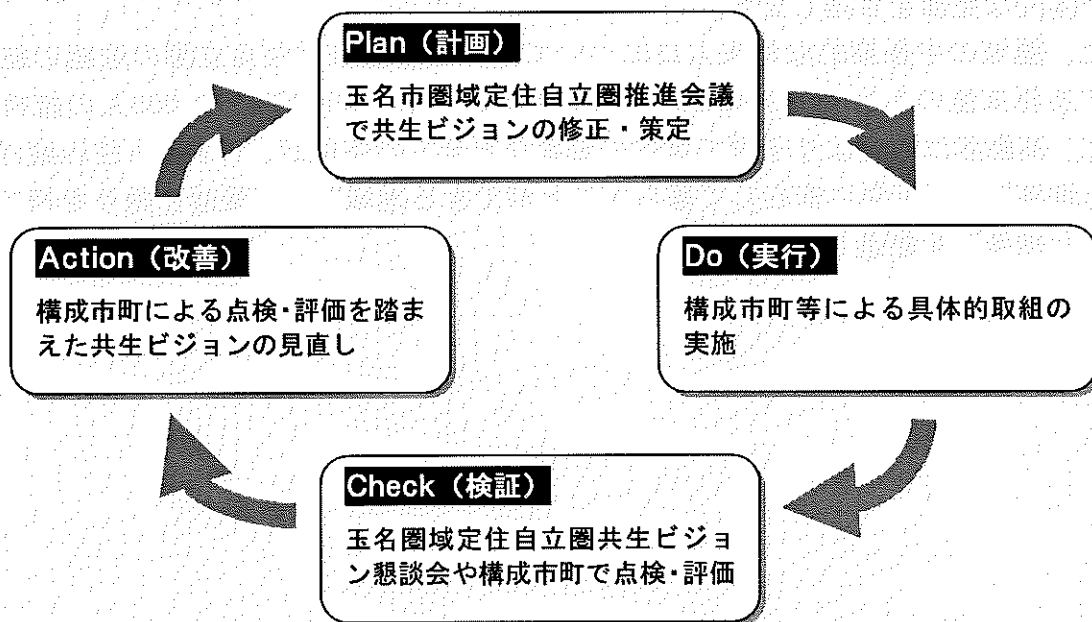 Plan（計画）
玉名市圏域定住自立圏推進会議
で共生ビジョンの修正・策定
Do（実行）
構成市町等による具体的取組の
実施
Check（検証）
玉名圏域定住自立圏共生ビジョ
ン懇談会や構成市町で点検・評価
Action（改善）
構成市町による点検・評価を踏ま
えた共生ビジョンの見直し